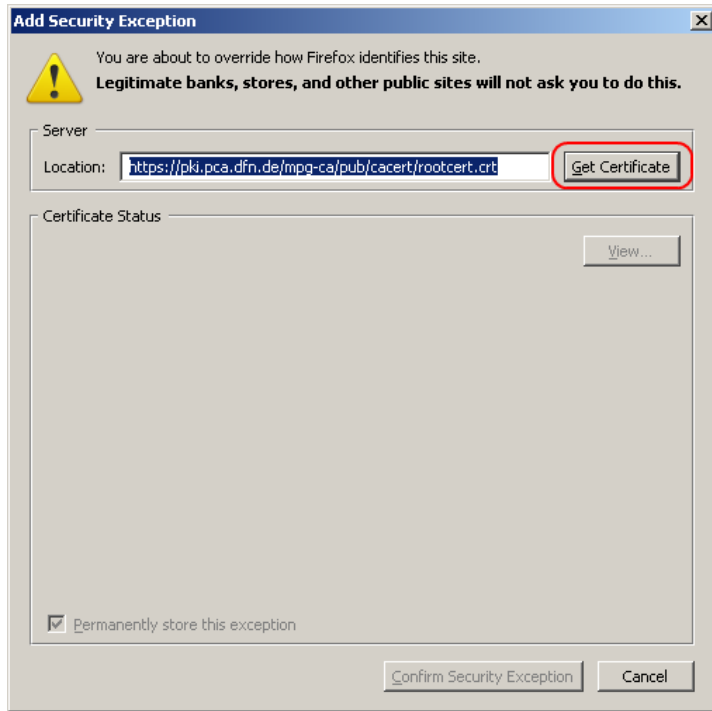 Add Security Exception
You are about to override how Firefox identifies this site.
Legitimate banks, stores, and other public sites will not ask you to do this.
Server
Location: https://pki.pca.dfn.de/mpg-ca/pub/cacert/rootcert.crt Get Certificate
Certificate Status
View...
Permanently store this exception
Confirm Security Exception Cancel